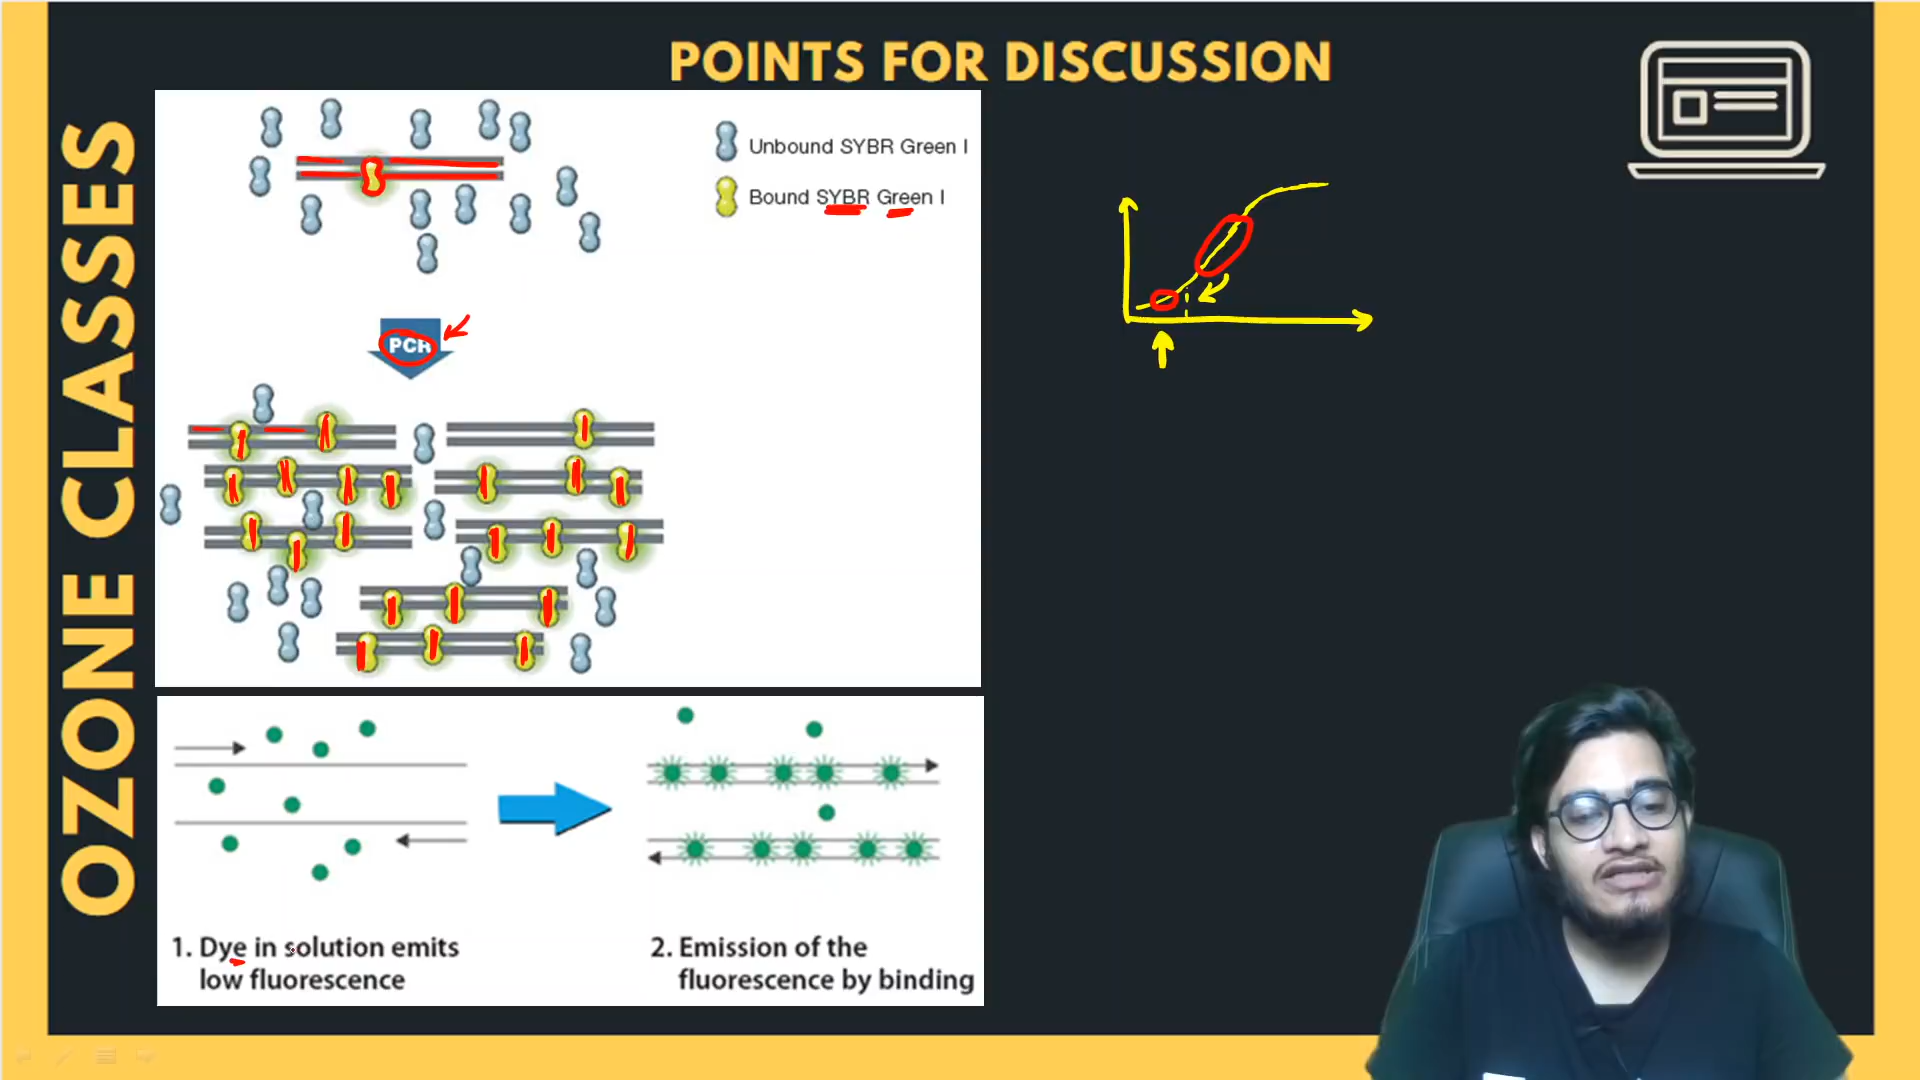 POINTS FOR DISCUSSION
OZONE CLASSES
Unbound SYBR Green I
Bound SYBR Green I
PCR
1. Dye in solution emits
low fluorescence
2. Emission of the
fluorescence by binding